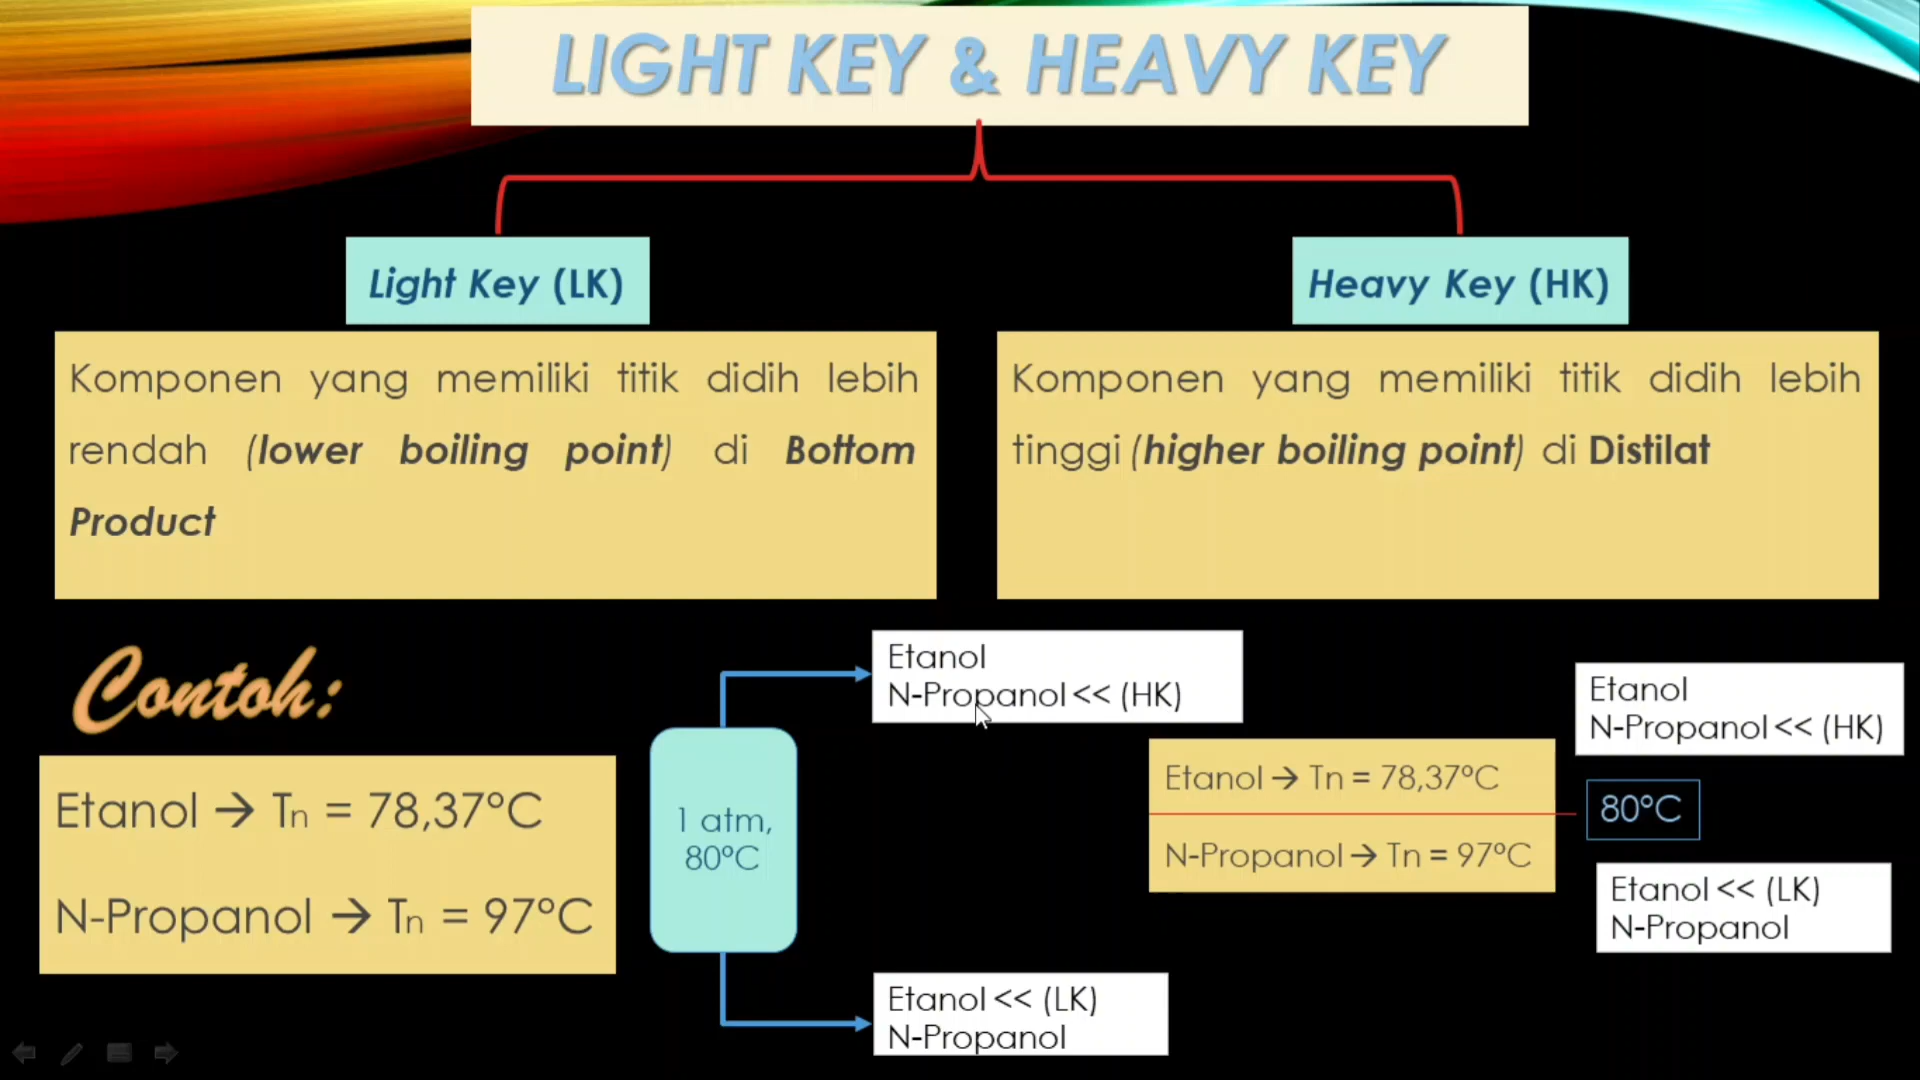 LIGHT KEY & HEAVY KEY
Light Key (LK)
Komponen yang memiliki titik didih lebih
rendah (lower boiling point) di Bottom
Product
Heavy Key (HK)
Komponen yang memiliki titik didih lebih
tinggi (higher boiling point) di Distilat
Contoh:
Etanol → Tn = 78,37°C
N-Propanol → Tn = 97°C
1 atm,
80°C
Etanol
N-Propanol << (HK)
Etanol << (LK)
N-Propanol
Etanol → Tn = 78,37°C
N-Propanol → Tn = 97°C
Etanol
N-Propanol << (HK)
80°C
Etanol << (LK)
N-Propanol